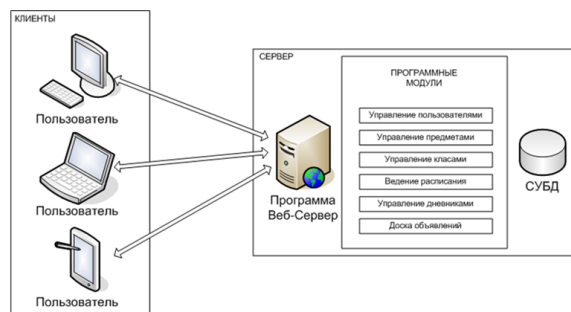 КЛИЕНТЫ
Пользователь
Пользователь
Пользователь
СЕРВЕР
Программа
Веб-Сервер
ПРОГРАММНЫЕ
МОДУЛИ
Управление пользователями
Управление предметами
Управление класами
Ведение расписания
Управление дневниками
Доска объявлений
СУБД